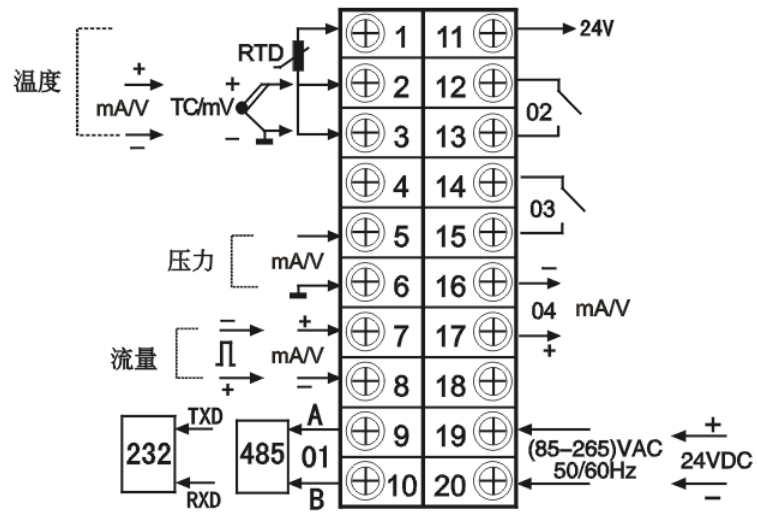 1 11 24V
RTD
温度 + + 2 12
mA/V TC/mV 02
− − 3 13
4 14
03
压力 mA/V 5 15
6 16 −
04 mA/V
流量 − + 7 17 +
mA/V
+ − 8 18
TXD A 9 19 +
232 485 01 (85–265)VAC 24VDC
50/60Hz
RXD B 10 20 −